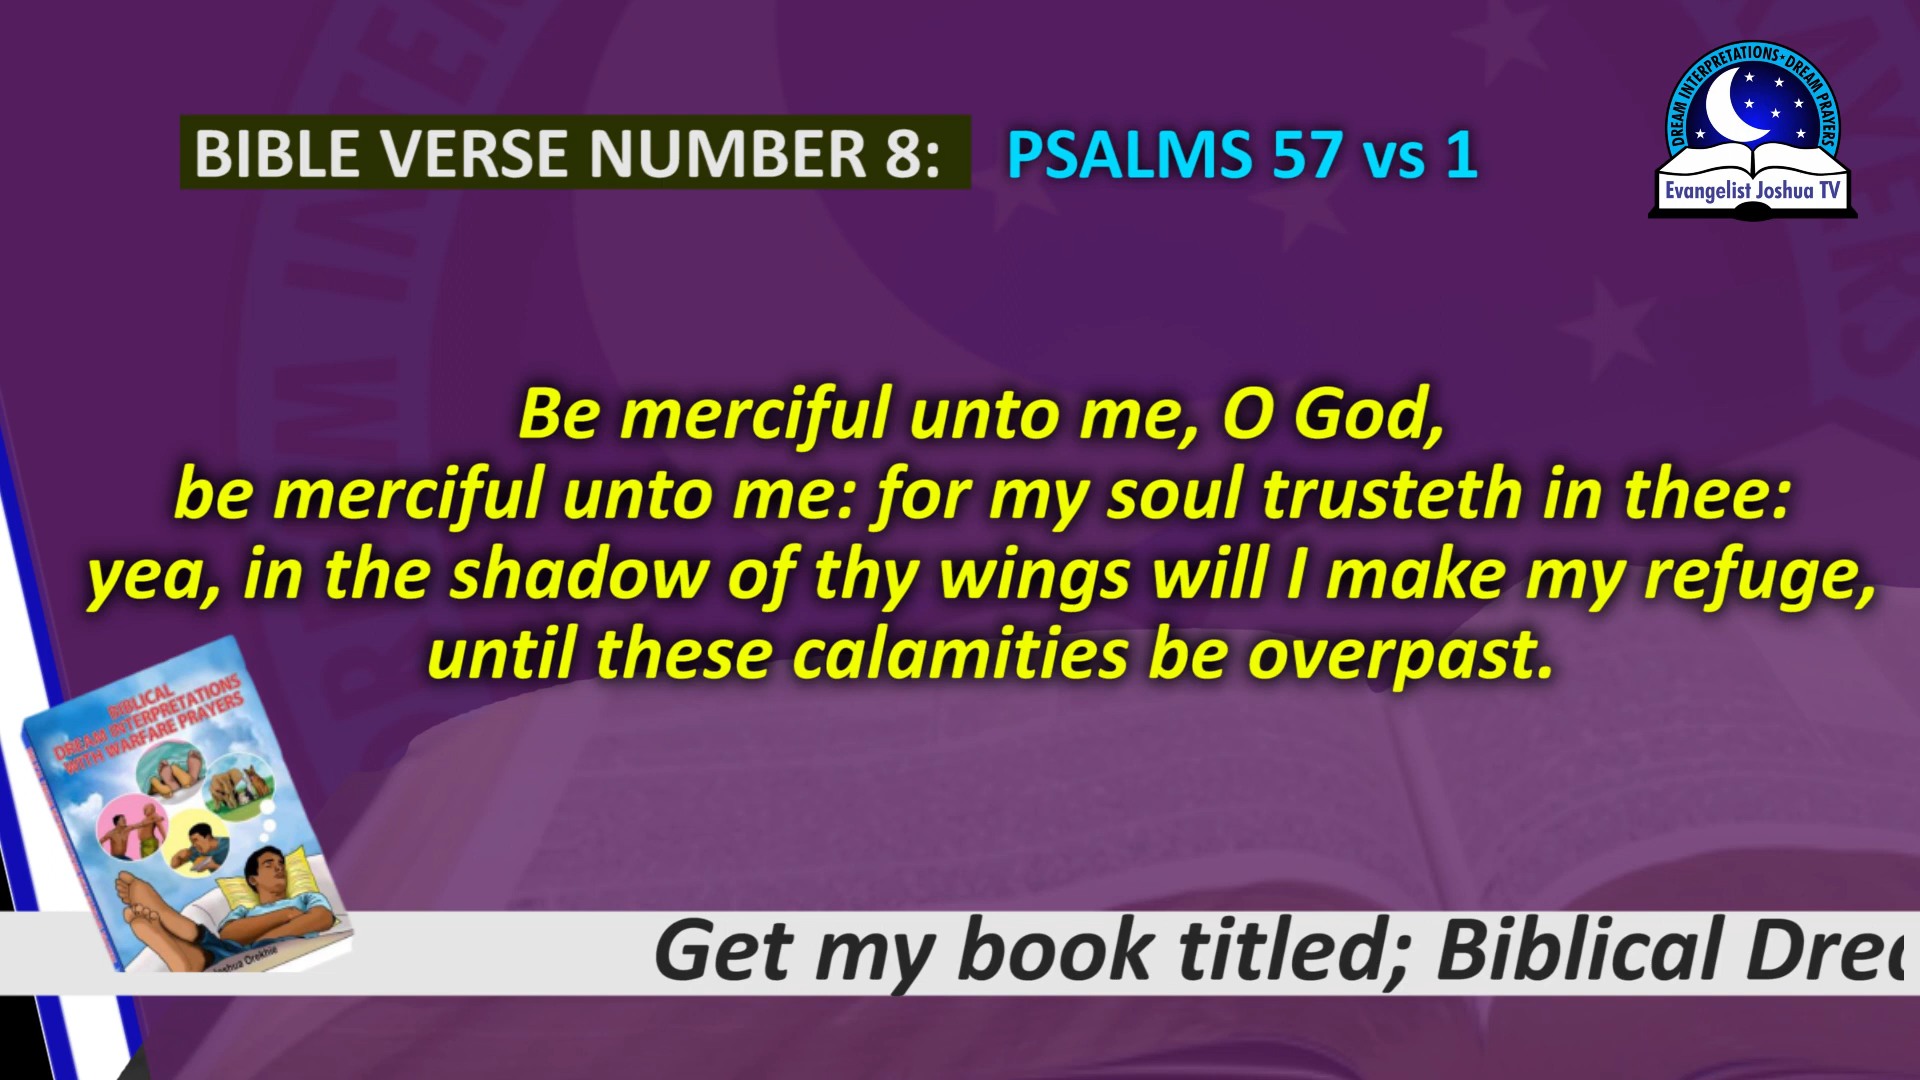 BIBLE VERSE NUMBER 8: PSALMS 57 vs 1
DREAM INTERPRETATIONS • DREAM PRAYERS
Evangelist Joshua TV
Be merciful unto me, O God,
be merciful unto me: for my soul trusteth in thee:
yea, in the shadow of thy wings will I make my refuge,
until these calamities be overpast.
BIBLICAL
DREAM INTERPRETATIONS
WITH WARFARE PRAYERS
Joshua Orekhie
Get my book titled; Biblical